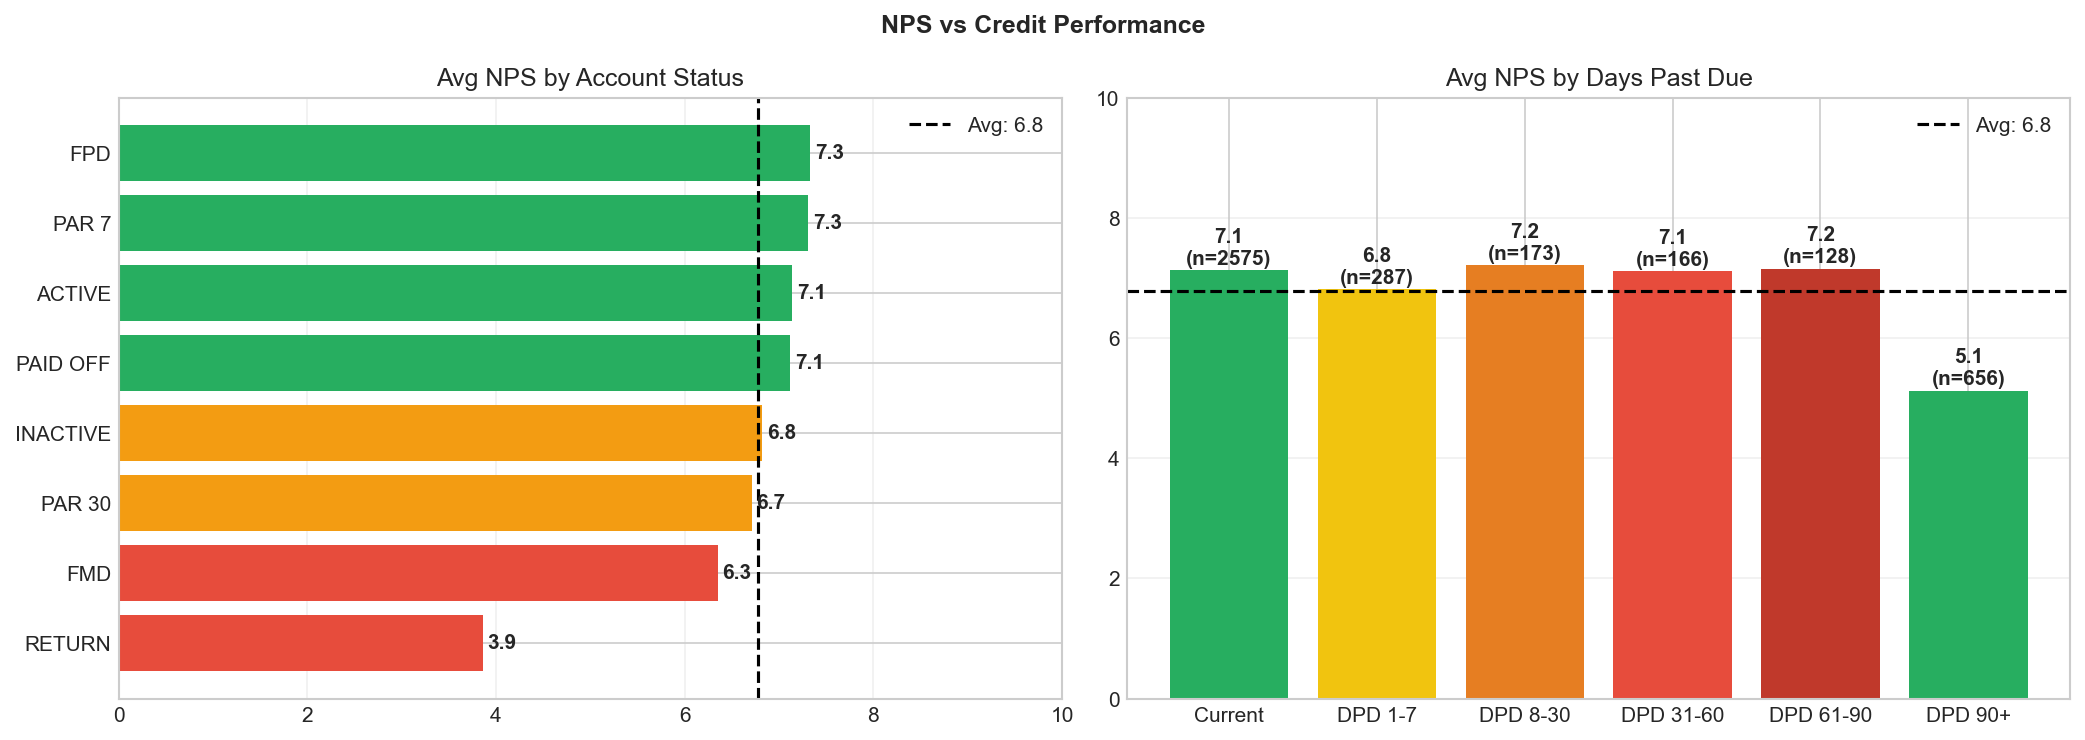 NPS vs Credit Performance
Avg NPS by Account Status
Avg: 6.8
FPD
7.3
PAR 7
7.3
ACTIVE
7.1
PAID OFF
7.1
INACTIVE
6.8
PAR 30
6.7
FMD
6.3
RETURN
3.9
0 2 4 6 8 10
Avg NPS by Days Past Due
Avg: 6.8
10
8
6
4
2
0
7.1
(n=2575)
6.8
(n=287)
7.2
(n=173)
7.1
(n=166)
7.2
(n=128)
5.1
(n=656)
Current DPD 1-7 DPD 8-30 DPD 31-60 DPD 61-90 DPD 90+